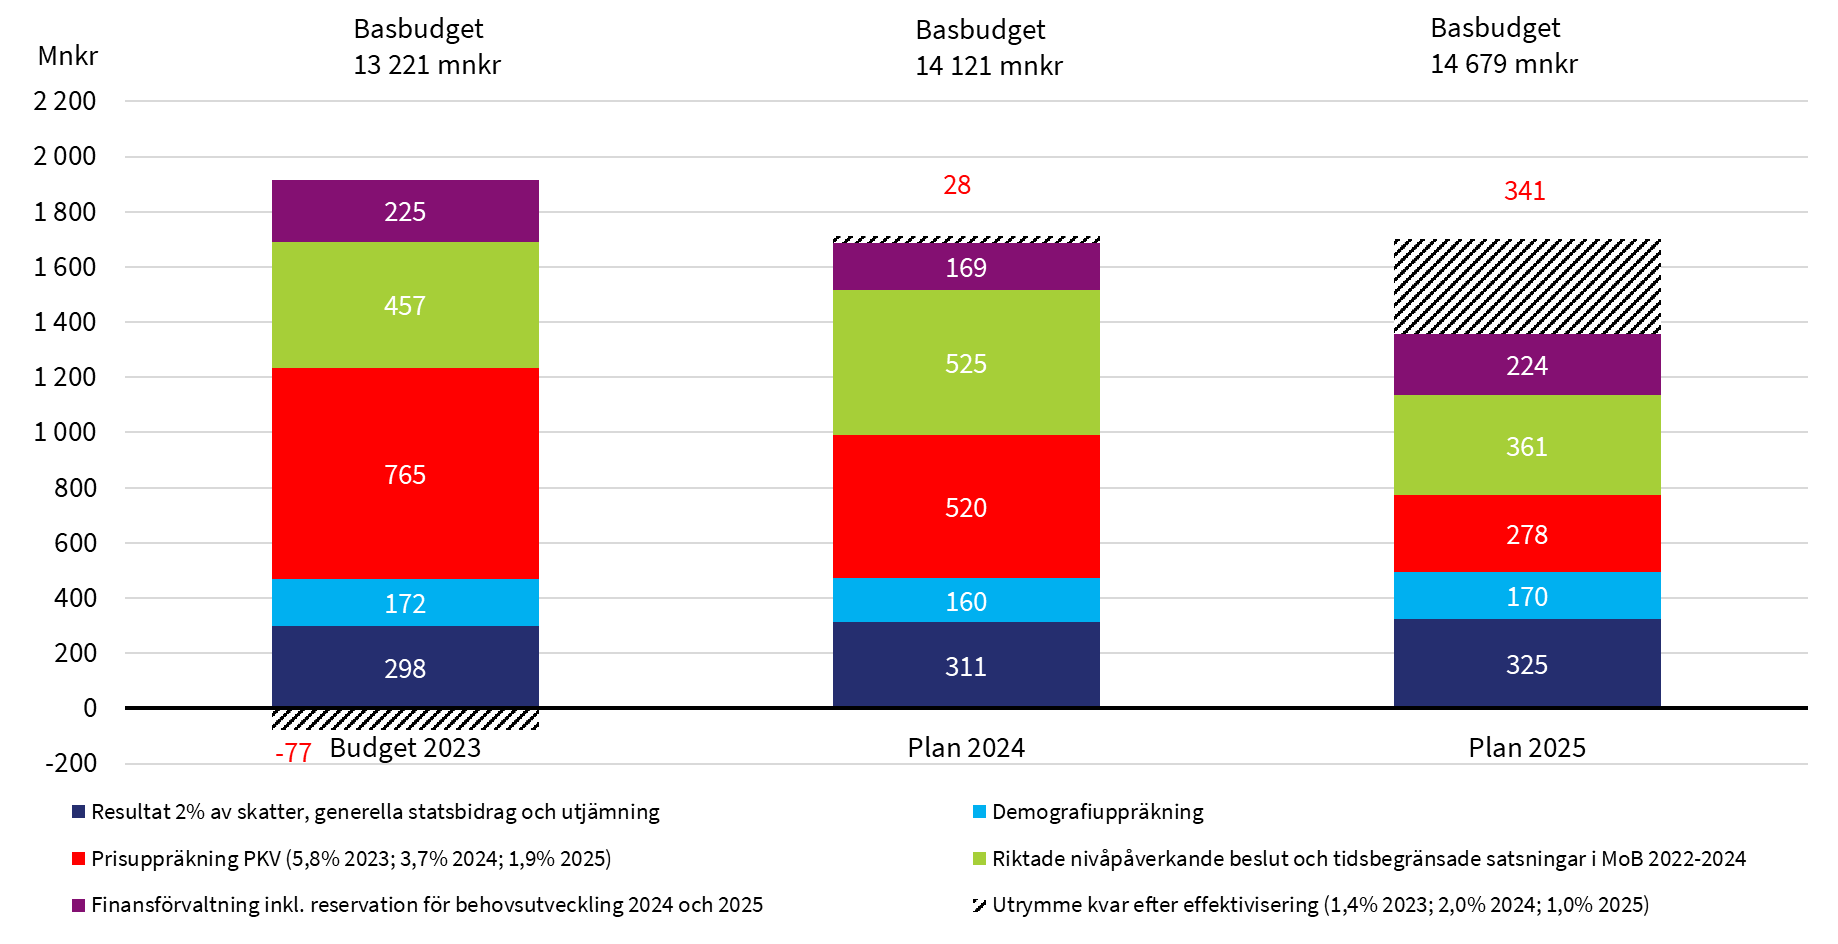 Basbudget
13 221 mnkr
Basbudget
14 121 mnkr
Basbudget
14 679 mnkr
Mnkr
2 200
2 000
1 800
1 600
1 400
1 200
1 000
800
600
400
200
0
-200
225
457
765
172
298
-77
Budget 2023
28
169
525
520
160
311
Plan 2024
341
224
361
278
170
325
Plan 2025
Resultat 2% av skatter, generella statsbidrag och utjämning
Demografiuppräkning
Prisuppräkning PKV (5,8% 2023; 3,7% 2024; 1,9% 2025)
Riktade nivåpåverkande beslut och tidsbegränsade satsningar i MoB 2022-2024
Finansförvaltning inkl. reservation för behovsutveckling 2024 och 2025
Utrymme kvar efter effektivisering (1,4% 2023; 2,0% 2024; 1,0% 2025)